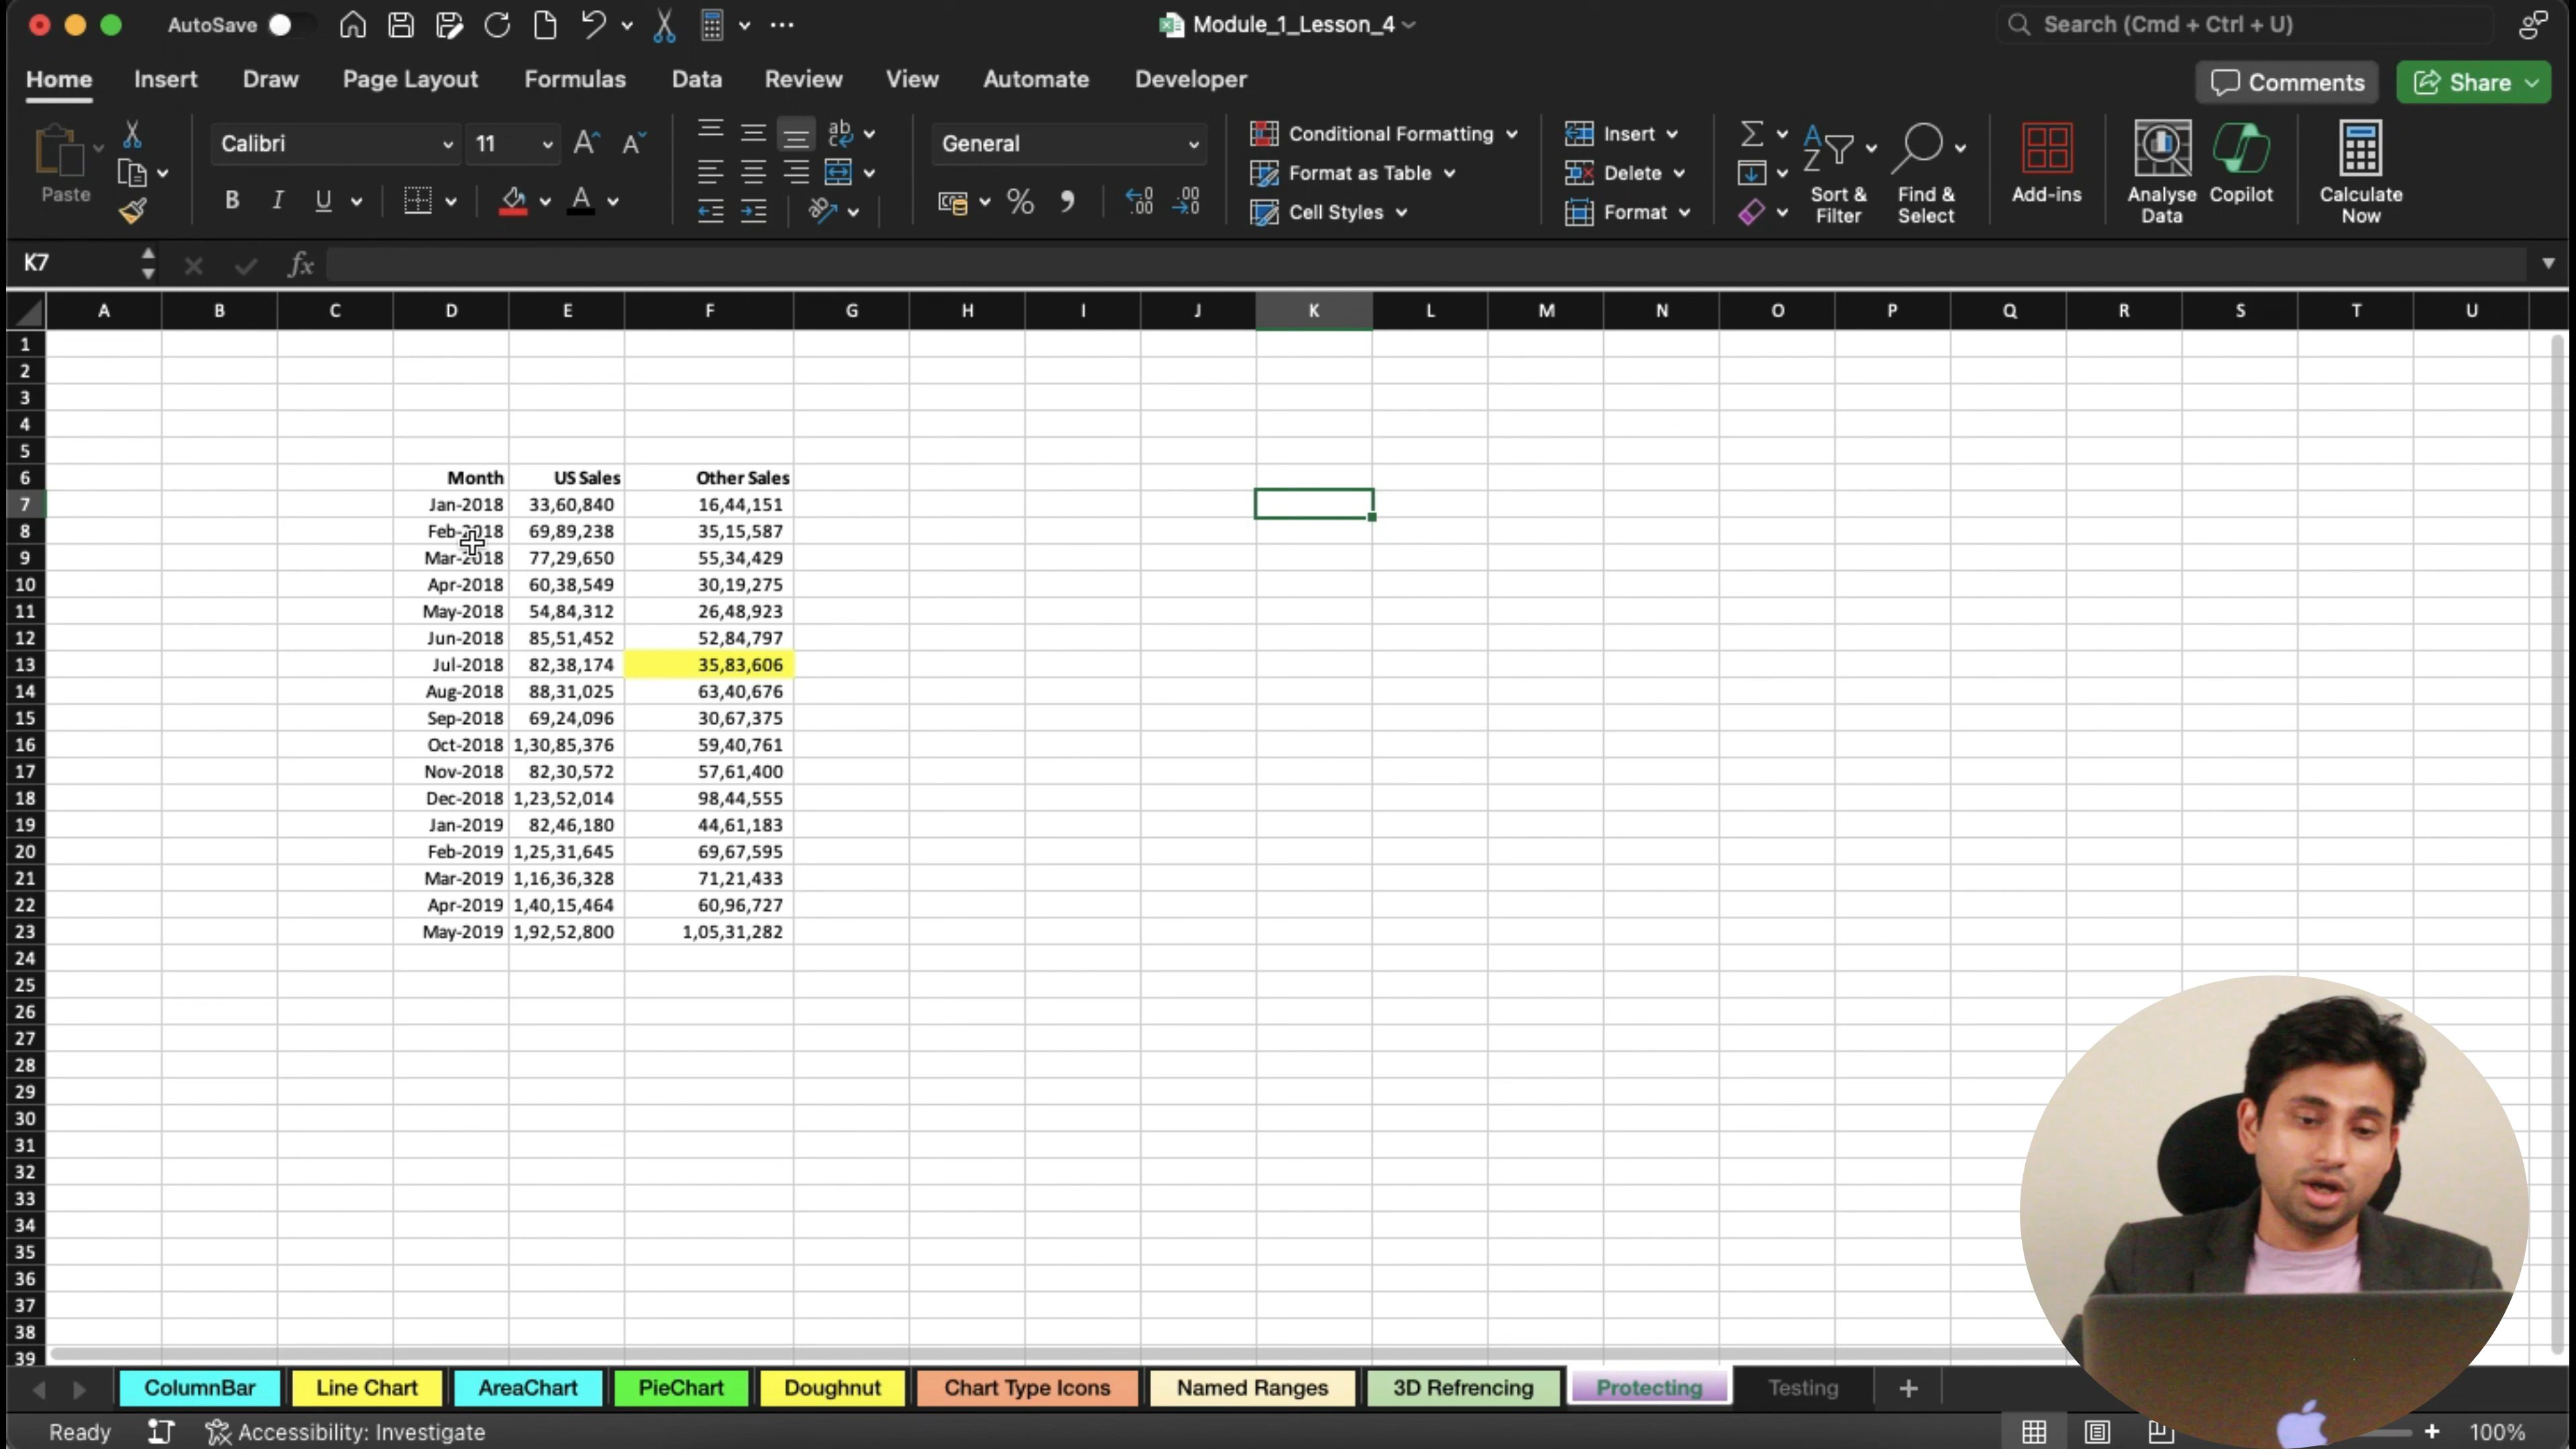 AutoSave
Module_1_Lesson_4
Search (Cmd + Ctrl + U)
Home Insert Draw Page Layout Formulas Data Review View Automate Developer
Comments Share
Paste
Calibri 11
General
Conditional Formatting
Format as Table
Cell Styles
Insert
Delete
Format
Sort & Filter
Find & Select
Add-ins
Analyse Data
Copilot
Calculate Now
K7 fx
A B C D E F G H I J K L M N O P Q R S T U
1
2
3
4
5
6 Month US Sales Other Sales
7 Jan-2018 33,60,840 16,44,151
8 Feb-2018 69,89,238 35,15,587
9 Mar-2018 77,29,650 55,34,429
10 Apr-2018 60,38,549 30,19,275
11 May-2018 54,84,312 26,48,923
12 Jun-2018 85,51,452 52,84,797
13 Jul-2018 82,38,174 35,83,606
14 Aug-2018 88,31,025 63,40,676
15 Sep-2018 69,24,096 30,67,375
16 Oct-2018 1,30,85,376 59,40,761
17 Nov-2018 82,30,572 57,61,400
18 Dec-2018 1,23,52,014 98,44,555
19 Jan-2019 82,46,180 44,61,183
20 Feb-2019 1,25,31,645 69,67,595
21 Mar-2019 1,16,36,328 71,21,433
22 Apr-2019 1,40,15,464 60,96,727
23 May-2019 1,92,52,800 1,05,31,282
24
25
26
27
28
29
30
31
32
33
34
35
36
37
38
39
ColumnBar Line Chart AreaChart PieChart Doughnut Chart Type Icons Named Ranges 3D Refrencing Protecting Testing +
Ready Accessibility: Investigate 100%